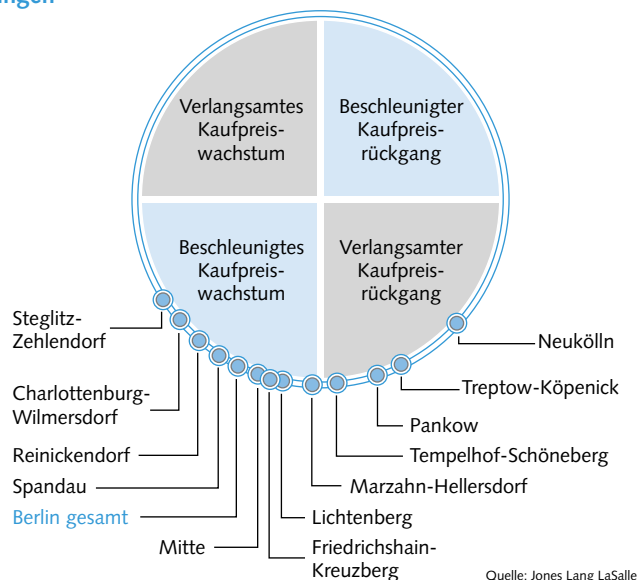 ngen
Verlangsamtes
Kaufpreis-
wachstum
Beschleunigter
Kaufpreis-
rückgang
Beschleunigtes
Kaufpreis-
wachstum
Verlangsamter
Kaufpreis-
rückgang
Steglitz-
Zehlendorf
Charlottenburg-
Wilmersdorf
Reinickendorf
Spandau
Berlin gesamt
Mitte
Friedrichshain-
Kreuzberg
Lichtenberg
Marzahn-Hellersdorf
Tempelhof-Schöneberg
Pankow
Treptow-Köpenick
Neukölln
Quelle: Jones Lang LaSalle